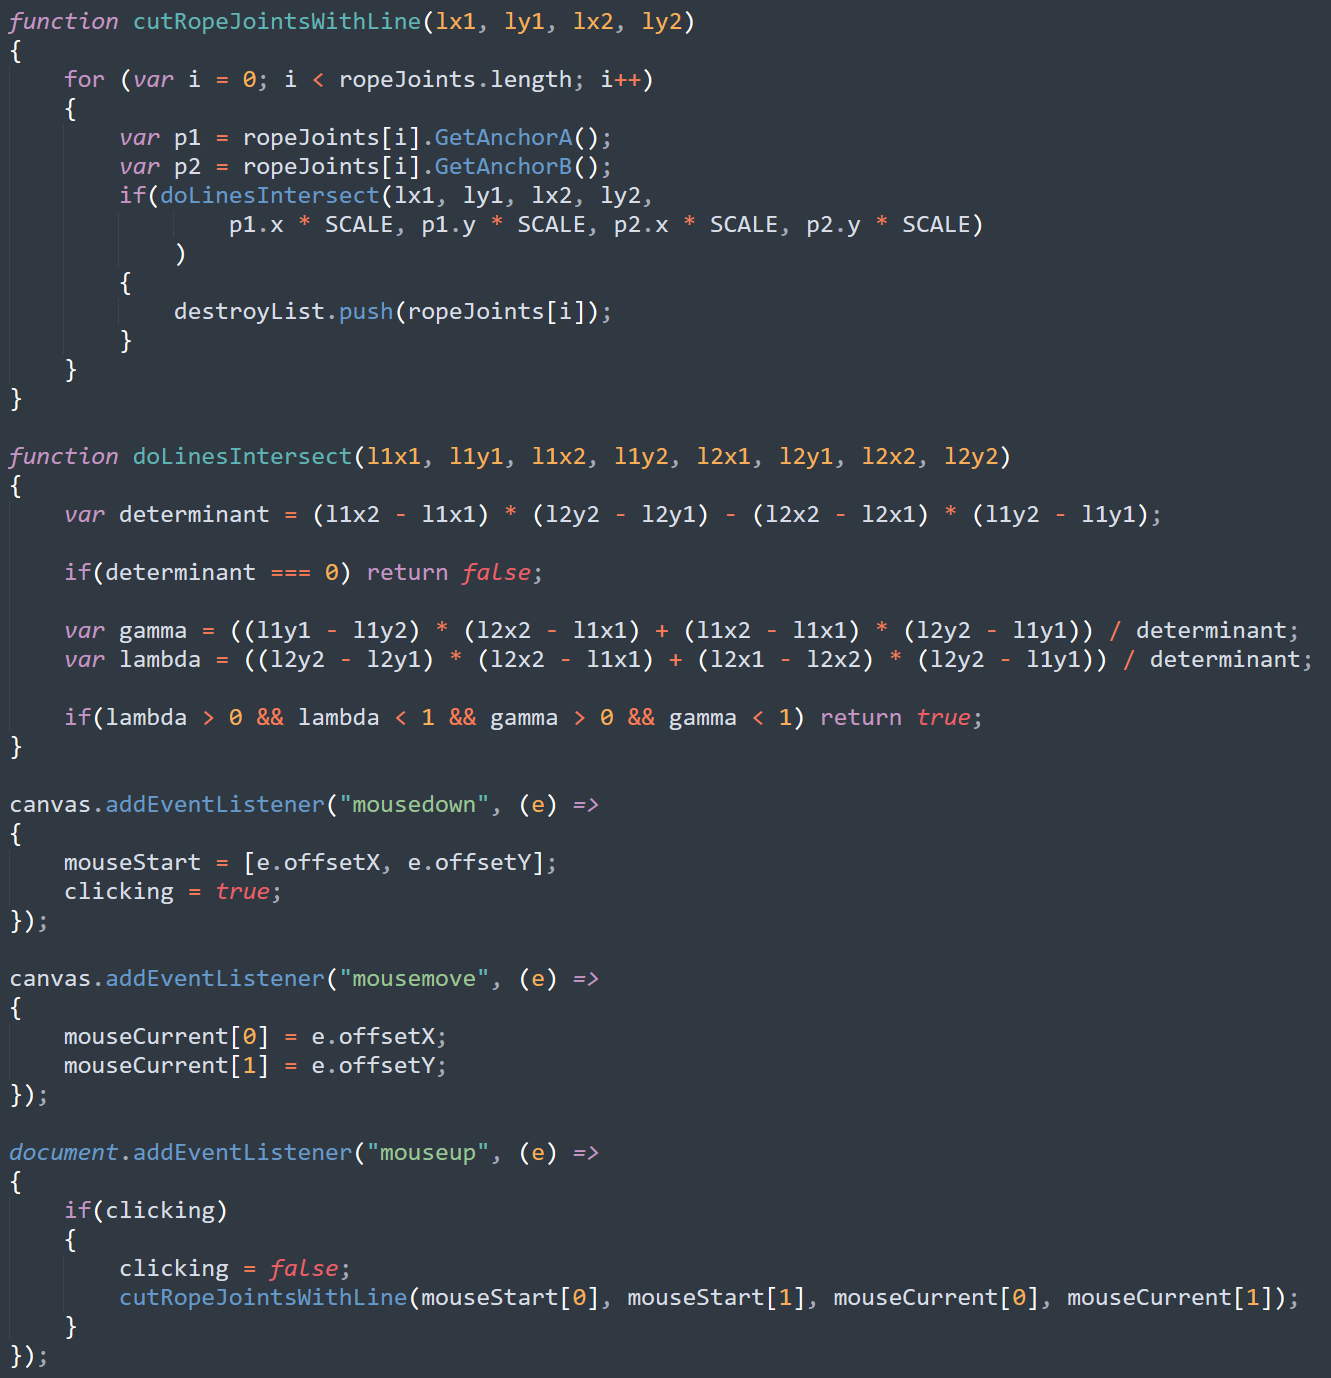 function cutRopeJointsWithLine(lx1, ly1, lx2, ly2)
{
    for (var i = 0; i < ropeJoints.length; i++)
    {
        var p1 = ropeJoints[i].GetAnchorA();
        var p2 = ropeJoints[i].GetAnchorB();
        if(doLinesIntersect(lx1, ly1, lx2, ly2,
                p1.x * SCALE, p1.y * SCALE, p2.x * SCALE, p2.y * SCALE)
            )
        {
            destroyList.push(ropeJoints[i]);
        }
    }
}

function doLinesIntersect(l1x1, l1y1, l1x2, l1y2, l2x1, l2y1, l2x2, l2y2)
{
    var determinant = (l1x2 - l1x1) * (l2y2 - l2y1) - (l2x2 - l2x1) * (l1y2 - l1y1);

    if(determinant === 0) return false;

    var gamma = ((l1y1 - l1y2) * (l2x2 - l1x1) + (l1x2 - l1x1) * (l2y2 - l1y1)) / determinant;
    var lambda = ((l2y2 - l2y1) * (l2x2 - l1x1) + (l2x1 - l2x2) * (l2y2 - l1y1)) / determinant;

    if(lambda > 0 && lambda < 1 && gamma > 0 && gamma < 1) return true;
}

canvas.addEventListener("mousedown", (e) =>
{
    mouseStart = [e.offsetX, e.offsetY];
    clicking = true;
});

canvas.addEventListener("mousemove", (e) =>
{
    mouseCurrent[0] = e.offsetX;
    mouseCurrent[1] = e.offsetY;
});

document.addEventListener("mouseup", (e) =>
{
    if(clicking)
    {
        clicking = false;
        cutRopeJointsWithLine(mouseStart[0], mouseStart[1], mouseCurrent[0], mouseCurrent[1]);
    }
});